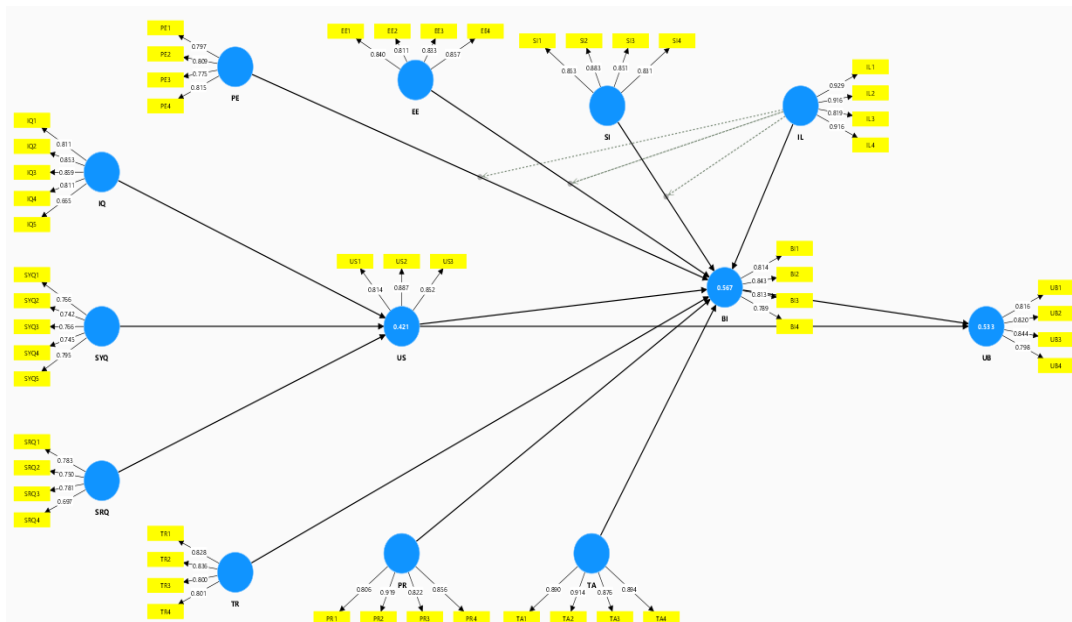 PE1
PE2
PE3
PE4
0.797
0.809
0.775
0.815
PE
EE1
EE2
EE3
EE4
0.840
0.811
0.833
0.857
EE
SI1
SI2
SI3
SI4
0.853
0.883
0.851
0.831
SI
IL1
IL2
IL3
IL4
0.929
0.916
0.819
0.916
IL
IQ1
IQ2
IQ3
IQ4
IQ5
0.811
0.853
0.859
0.811
0.665
IQ
SYQ1
SYQ2
SYQ3
SYQ4
SYQ5
0.766
0.742
0.766
0.745
0.795
SYQ
US1
US2
US3
0.814
0.887
0.852
0.421
US
BI1
BI2
BI3
BI4
0.814
0.843
0.813
0.789
0.567
BI
UB1
UB2
UB3
UB4
0.816
0.820
0.844
0.798
0.533
UB
SRQ1
SRQ2
SRQ3
SRQ4
0.783
0.730
0.781
0.697
SRQ
TR1
TR2
TR3
TR4
0.828
0.836
0.800
0.801
TR
PR
0.806
0.919
0.822
0.856
PR1
PR2
PR3
PR4
TA
0.890
0.914
0.876
0.894
TA1
TA2
TA3
TA4